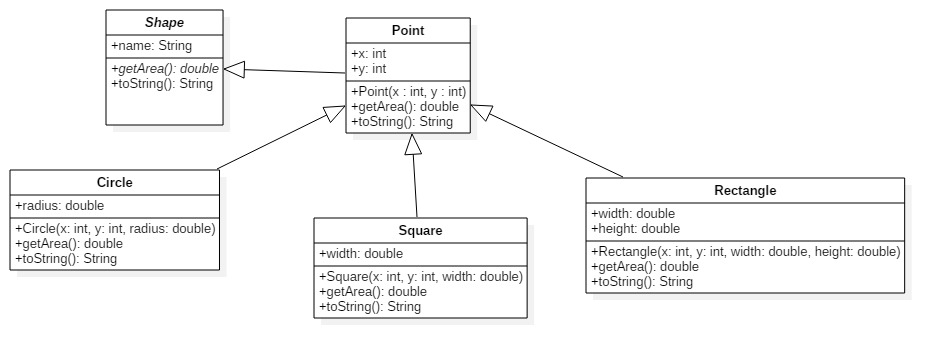 Shape
+name: String
+getArea(): double
+toString(): String
Point
+x: int
+y: int
+Point(x : int, y : int)
+getArea(): double
+toString(): String
Circle
+radius: double
+Circle(x: int, y: int, radius: double)
+getArea(): double
+toString(): String
Square
+width: double
+Square(x: int, y: int, width: double)
+getArea(): double
+toString(): String
Rectangle
+width: double
+height: double
+Rectangle(x: int, y: int, width: double, height: double)
+getArea(): double
+toString(): String